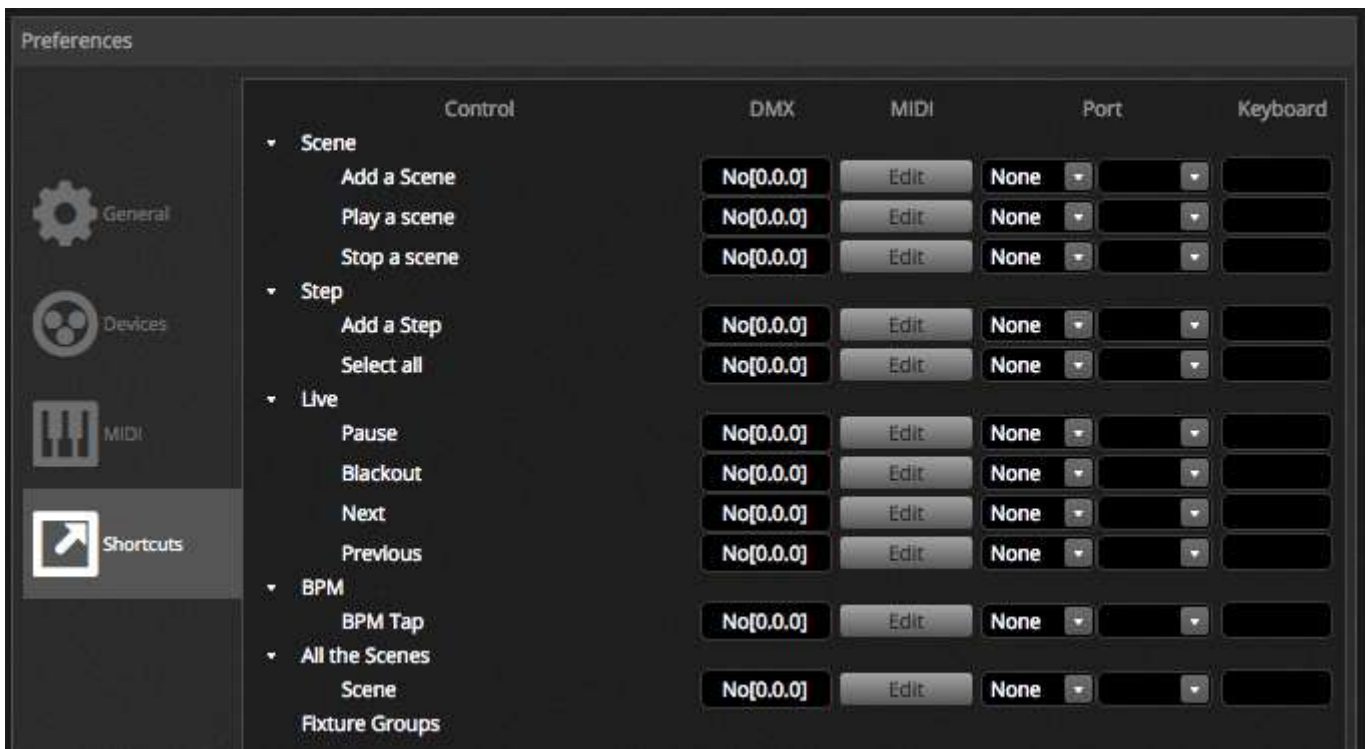 Preferences
Control DMX MIDI Port Keyboard
Scene
Add a Scene No[0.0.0] Edit None
General
Play a scene No[0.0.0] Edit None
Stop a scene No[0.0.0] Edit None
Step
Devices
Add a Step No[0.0.0] Edit None
Select all No[0.0.0] Edit None
Live
MIDI
Pause No[0.0.0] Edit None
Blackout No[0.0.0] Edit None
Next No[0.0.0] Edit None
Shortcuts
Previous No[0.0.0] Edit None
BPM
BPM Tap No[0.0.0] Edit None
All the Scenes
Scene No[0.0.0] Edit None
Fixture Groups